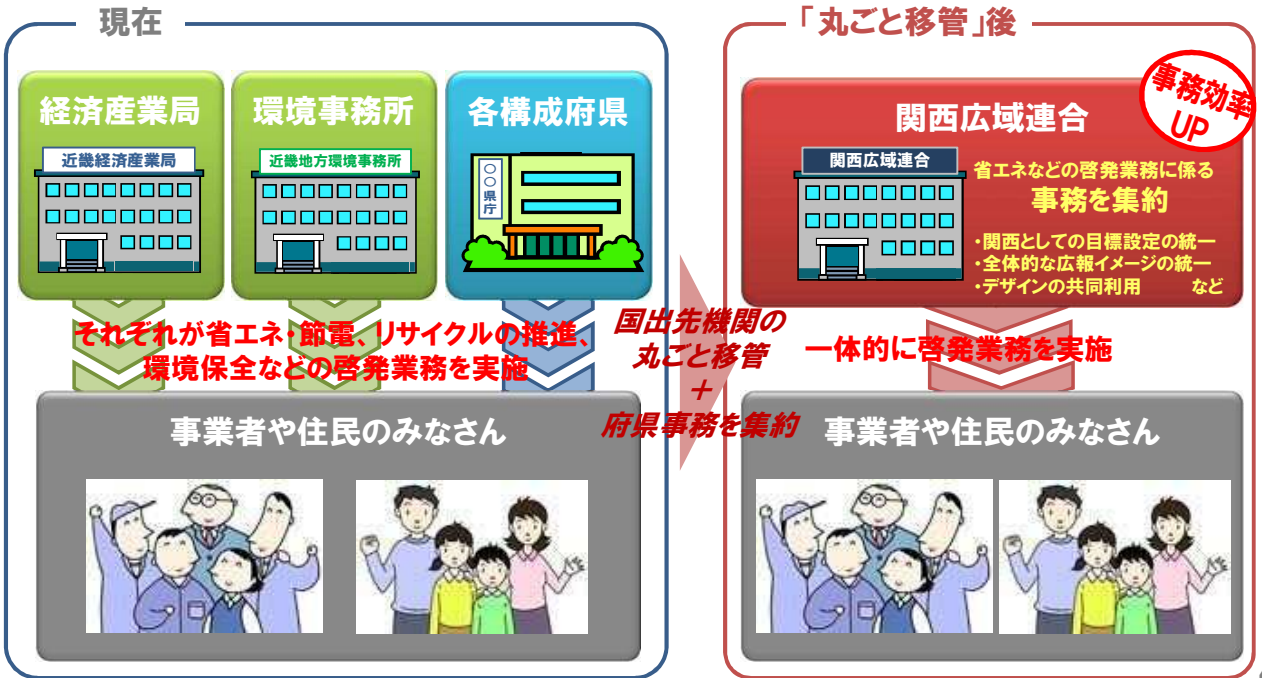 現在
経済産業局
近畿経済産業局
環境事務所
近畿地方環境事務所
各構成府県
〇〇県庁
それぞれが省エネ・節電、リサイクルの推進、
環境保全などの啓発業務を実施
事業者や住民のみなさん
国出先機関の
丸ごと移管
＋
府県事務を集約
「丸ごと移管」後
事務効率
UP
関西広域連合
関西広域連合
省エネなどの啓発業務に係る
事務を集約
・関西としての目標設定の統一
・全体的な広報イメージの統一
・デザインの共同利用 など
一体的に啓発業務を実施
事業者や住民のみなさん